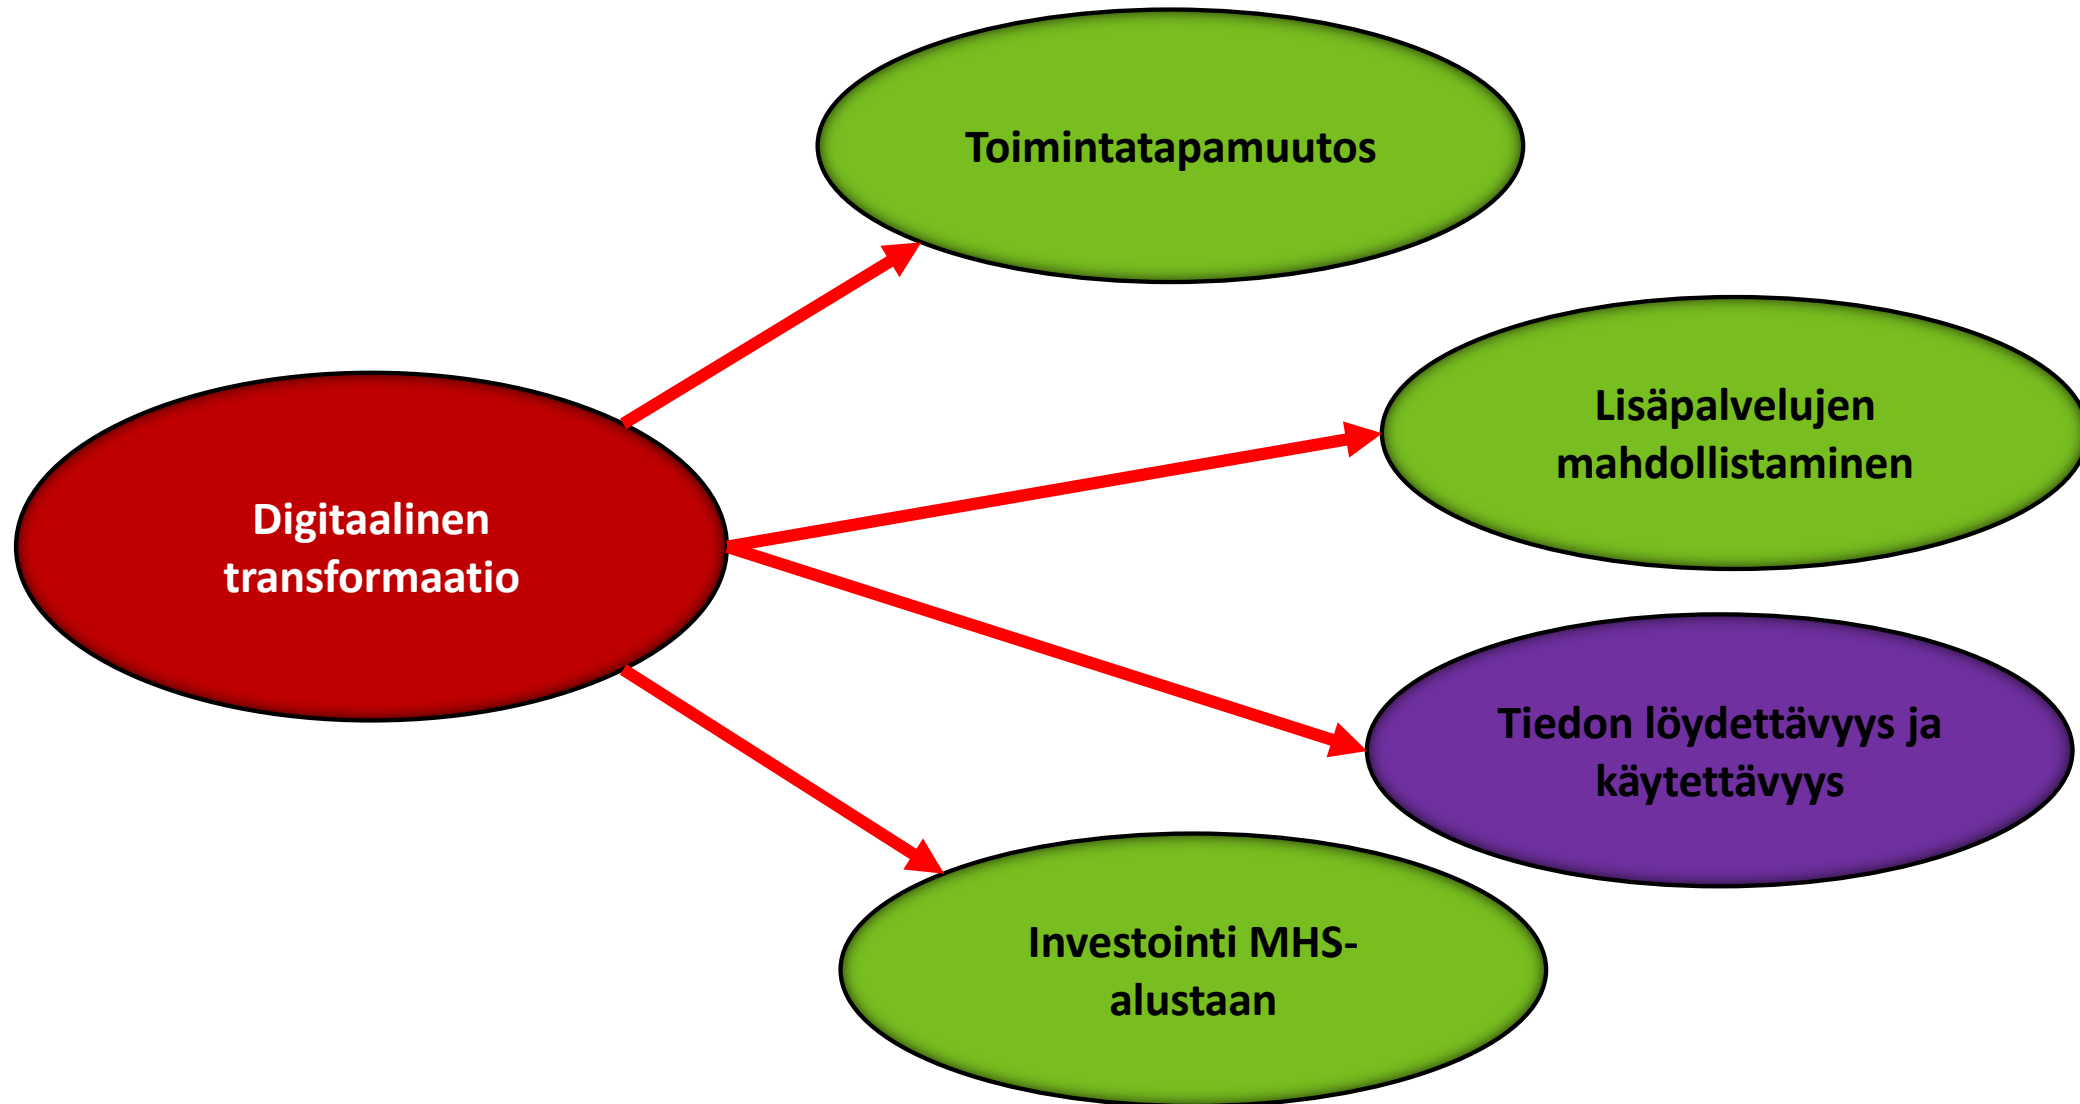 Toimintatapamuutos
Lisäpalvelujen
mahdollistaminen
Digitaalinen
transformaatio
Tiedon löydettävyys ja
käytettävyys
Investointi MHS-
alustaan